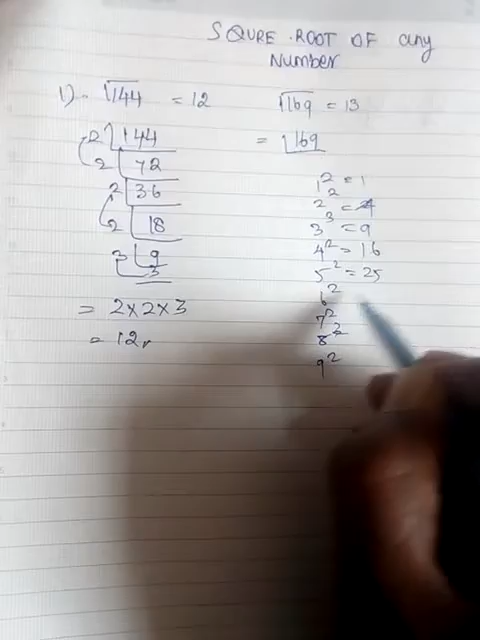 SQURE ROOT OF any
Number
1) √144 = 12
2 144
2 72
2 36
2 18
3 9
3
= 2×2×3
= 12
√169 = 13
= √169
1² = 1
2² = 4
3² = 9
4² = 16
5² = 25
6²
7²
8²
9²